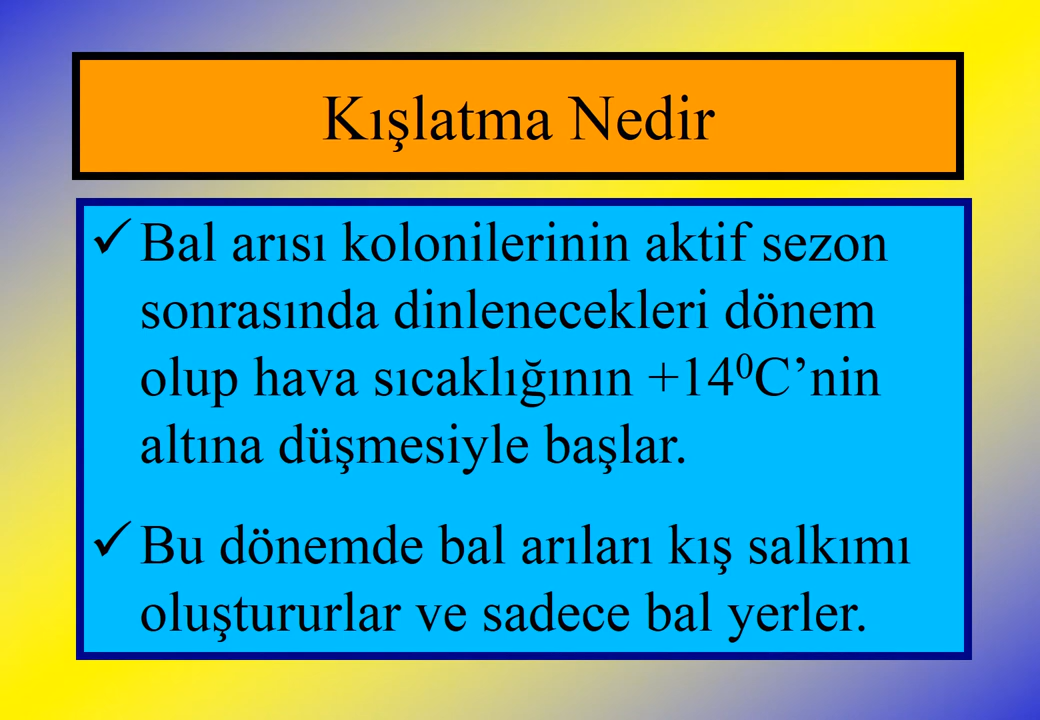 Kışlatma Nedir
✓ Bal arısı kolonilerinin aktif sezon
sonrasında dinlenecekleri dönem
olup hava sıcaklığının +14⁰C’nin
altına düşmesiyle başlar.
✓ Bu dönemde bal arıları kış salkımı
oluştururlar ve sadece bal yerler.